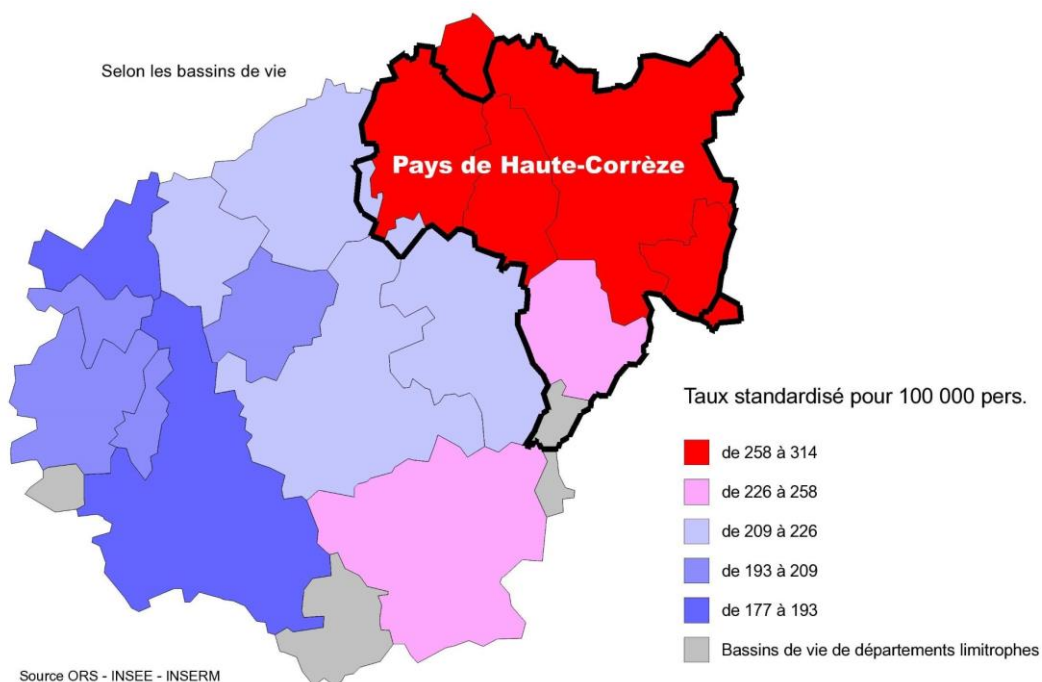 Selon les bassins de vie
Pays de Haute-Corrèze
Taux standardisé pour 100 000 pers.
de 258 à 314
de 226 à 258
de 209 à 226
de 193 à 209
de 177 à 193
Bassins de vie de départements limitrophes
Source ORS - INSEE - INSERM